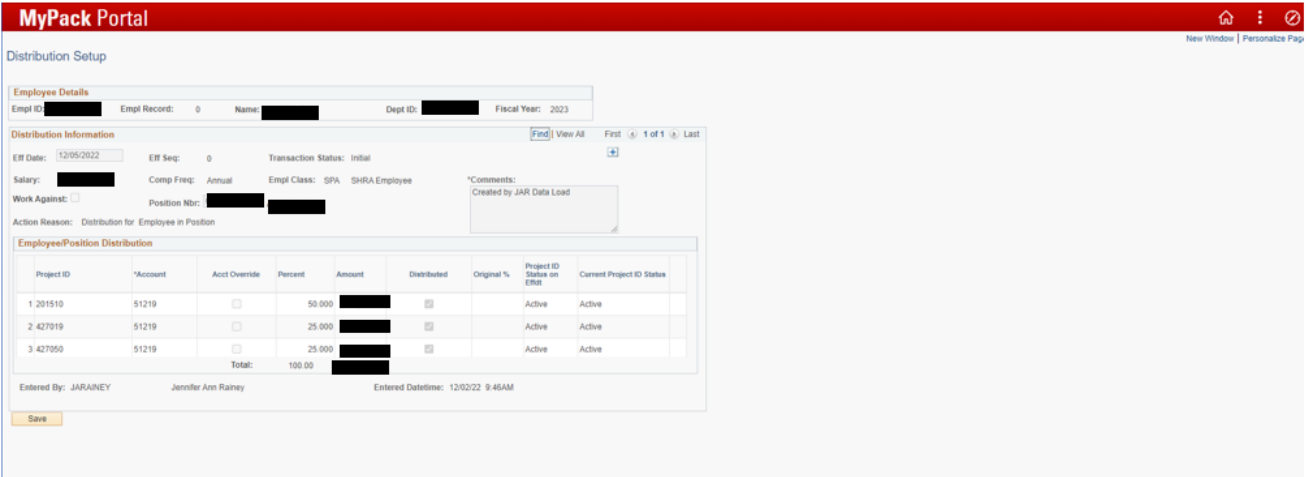 MyPack Portal
New Window | Personalize Pag
Distribution Setup
Employee Details
Empl ID: Empl Record: 0 Name: Dept ID: Fiscal Year: 2023
Distribution Information Find | View All First 1 of 1 Last
Eff Date: 12/05/2022 Eff Seq: 0 Transaction Status: Initial
Salary: Comp Freq: Annual Empl Class: SPA SHRA Employee *Comments:
Created by JAR Data Load
Work Against: Position Nbr:
Action Reason: Distribution for Employee in Position
Employee/Position Distribution
Project ID *Account Acct Override Percent Amount Distributed Original % Project ID Status on Effdt Current Project ID Status
1 201510 51219 50.000 Active Active
2 427019 51219 25.000 Active Active
3 427050 51219 25.000 Active Active
Total: 100.00
Entered By: JARAINEY Jennifer Ann Rainey Entered Datetime: 12/02/22 9:46AM
Save